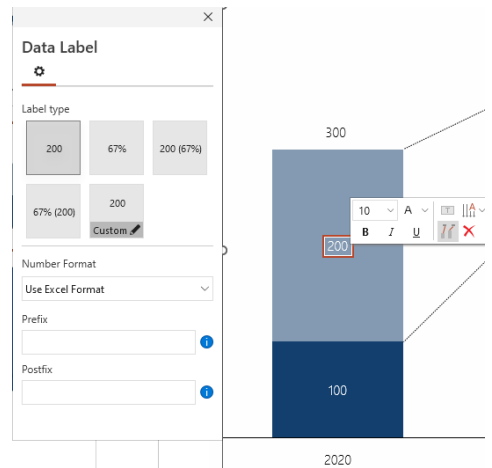 Data Label
Label type
200
67%
200 (67%)
67% (200)
200
Custom
Number Format
Use Excel Format
Prefix
Postfix
300
10
A
T
A
B
I
U
200
100
2020